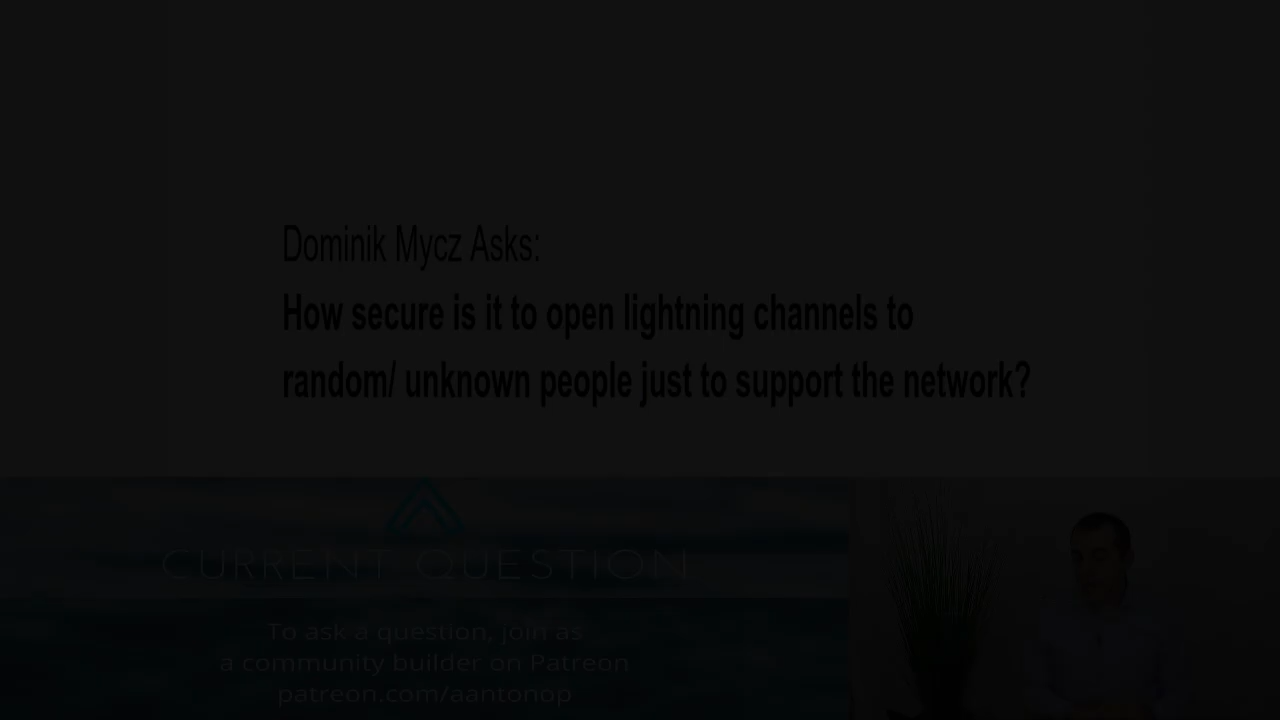 Dominik Mycz Asks:
How secure is it to open lightning channels to
random/ unknown people just to support the network?
CURRENT QUESTION
To ask a question, join as
a community builder on Patreon
patreon.com/aantonop